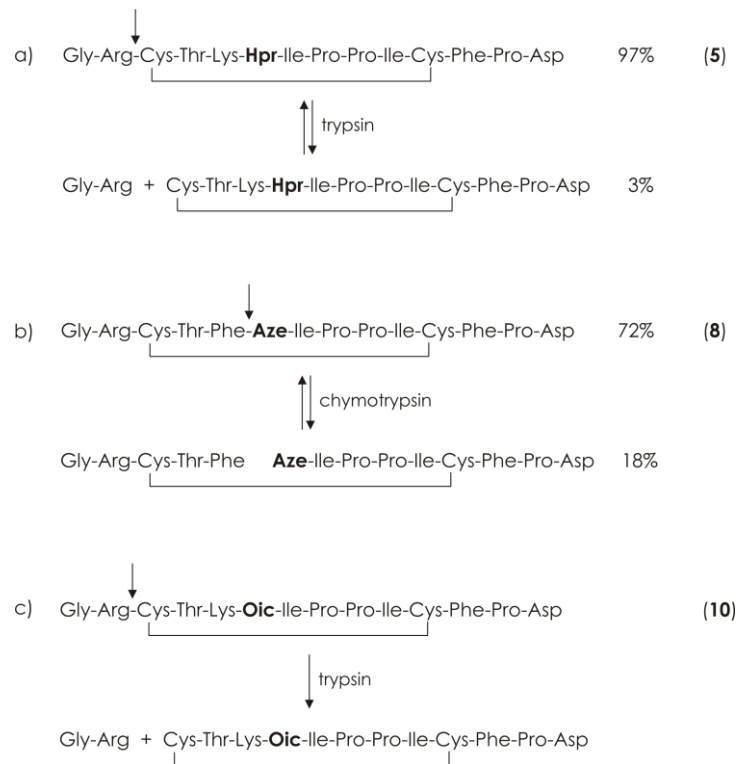 a) Gly-Arg-Cys-Thr-Lys-Hpr-Ile-Pro-Pro-Ile-Cys-Phe-Pro-Asp 97% (5)
trypsin
Gly-Arg + Cys-Thr-Lys-Hpr-Ile-Pro-Pro-Ile-Cys-Phe-Pro-Asp 3%
b) Gly-Arg-Cys-Thr-Phe-Aze-Ile-Pro-Pro-Ile-Cys-Phe-Pro-Asp 72% (8)
chymotrypsin
Gly-Arg-Cys-Thr-Phe Aze-Ile-Pro-Pro-Ile-Cys-Phe-Pro-Asp 18%
c) Gly-Arg-Cys-Thr-Lys-Oic-Ile-Pro-Pro-Ile-Cys-Phe-Pro-Asp (10)
trypsin
Gly-Arg + Cys-Thr-Lys-Oic-Ile-Pro-Pro-Ile-Cys-Phe-Pro-Asp